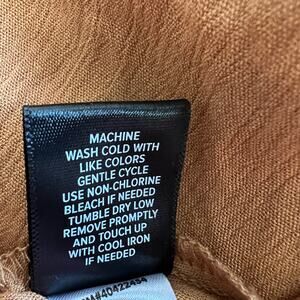 MACHINE
WASH COLD WITH
LIKE COLORS
GENTLE CYCLE
USE NON-CHLORINE
BLEACH IF NEEDED
TUMBLE DRY LOW
REMOVE PROMPTLY
AND TOUCH UP
WITH COOL IRON
IF NEEDED